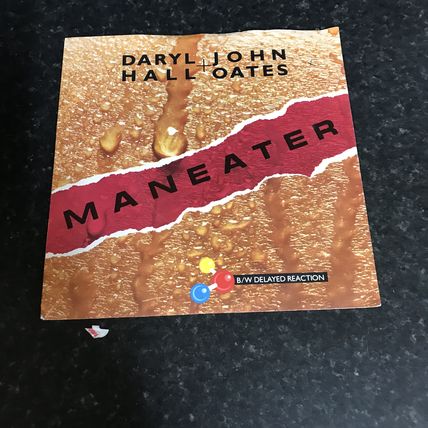 DARYL + JOHN
HALL OATES
MANEATER
B/W DELAYED REACTION